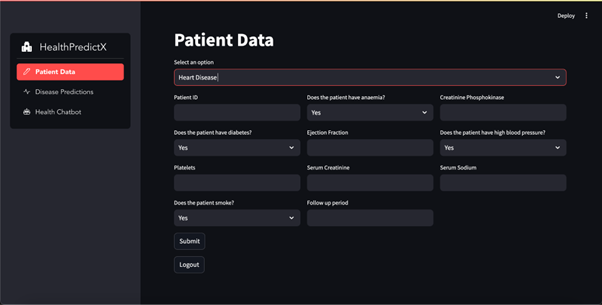 Deploy
HealthPredictX
Patient Data
Disease Predictions
Health Chatbot
Patient Data
Select an option
Heart Disease
Patient ID
Does the patient have anaemia?
Creatinine Phosphokinase
Yes
Does the patient have diabetes?
Ejection Fraction
Does the patient have high blood pressure?
Yes
Yes
Platelets
Serum Creatinine
Serum Sodium
Does the patient smoke?
Follow up period
Yes
Submit
Logout